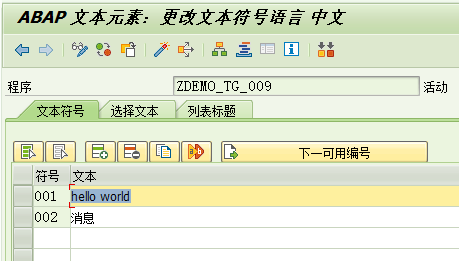 ABAP 文本元素：更改文本符号语言 中文
程序 ZDEMO_TG_009 活动
文本符号 选择文本 列表标题
下一可用编号
符号 文本
001 hello world
002 消息